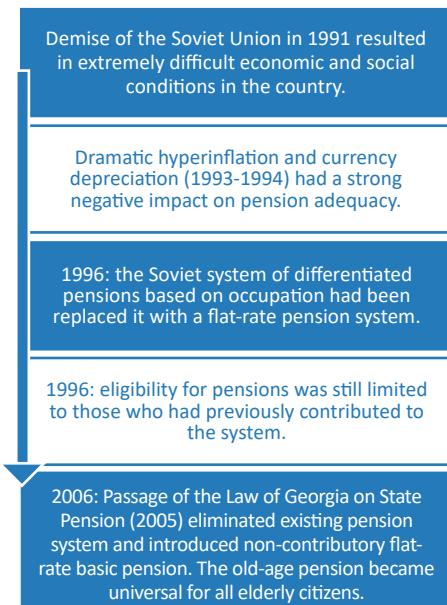 Demise of the Soviet Union in 1991 resulted
in extremely difficult economic and social
conditions in the country.
Dramatic hyperinflation and currency
depreciation (1993-1994) had a strong
negative impact on pension adequacy.
1996: the Soviet system of differentiated
pensions based on occupation had been
replaced it with a flat-rate pension system.
1996: eligibility for pensions was still limited
to those who had previously contributed to
the system.
2006: Passage of the Law of Georgia on State
Pension (2005) eliminated existing pension
system and introduced non-contributory flat-
rate basic pension. The old-age pension became
universal for all elderly citizens.